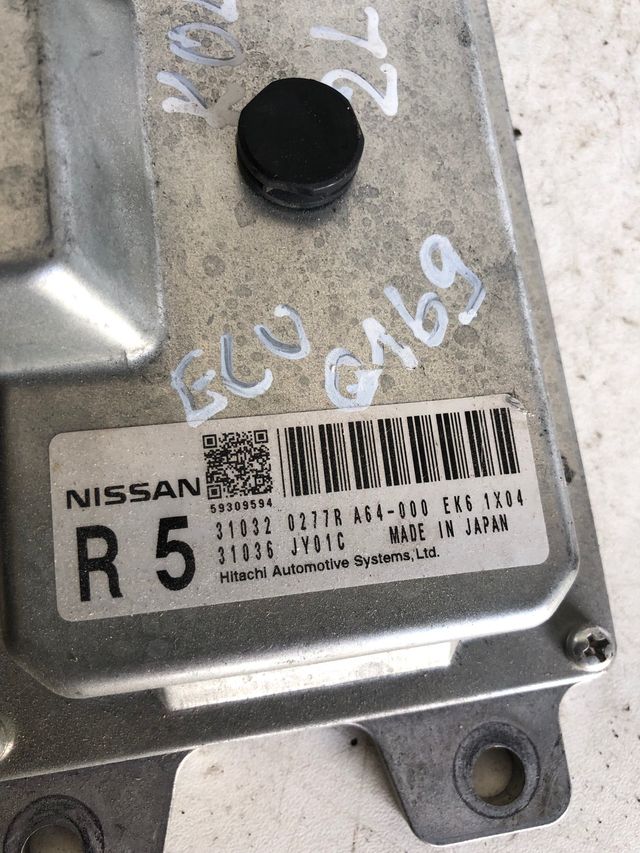 ECU
0169
NISSAN
59309594
R 5
31032 0277R A64-000 EK6 1X04
31036 JY01C MADE IN JAPAN
Hitachi Automotive Systems, Ltd.